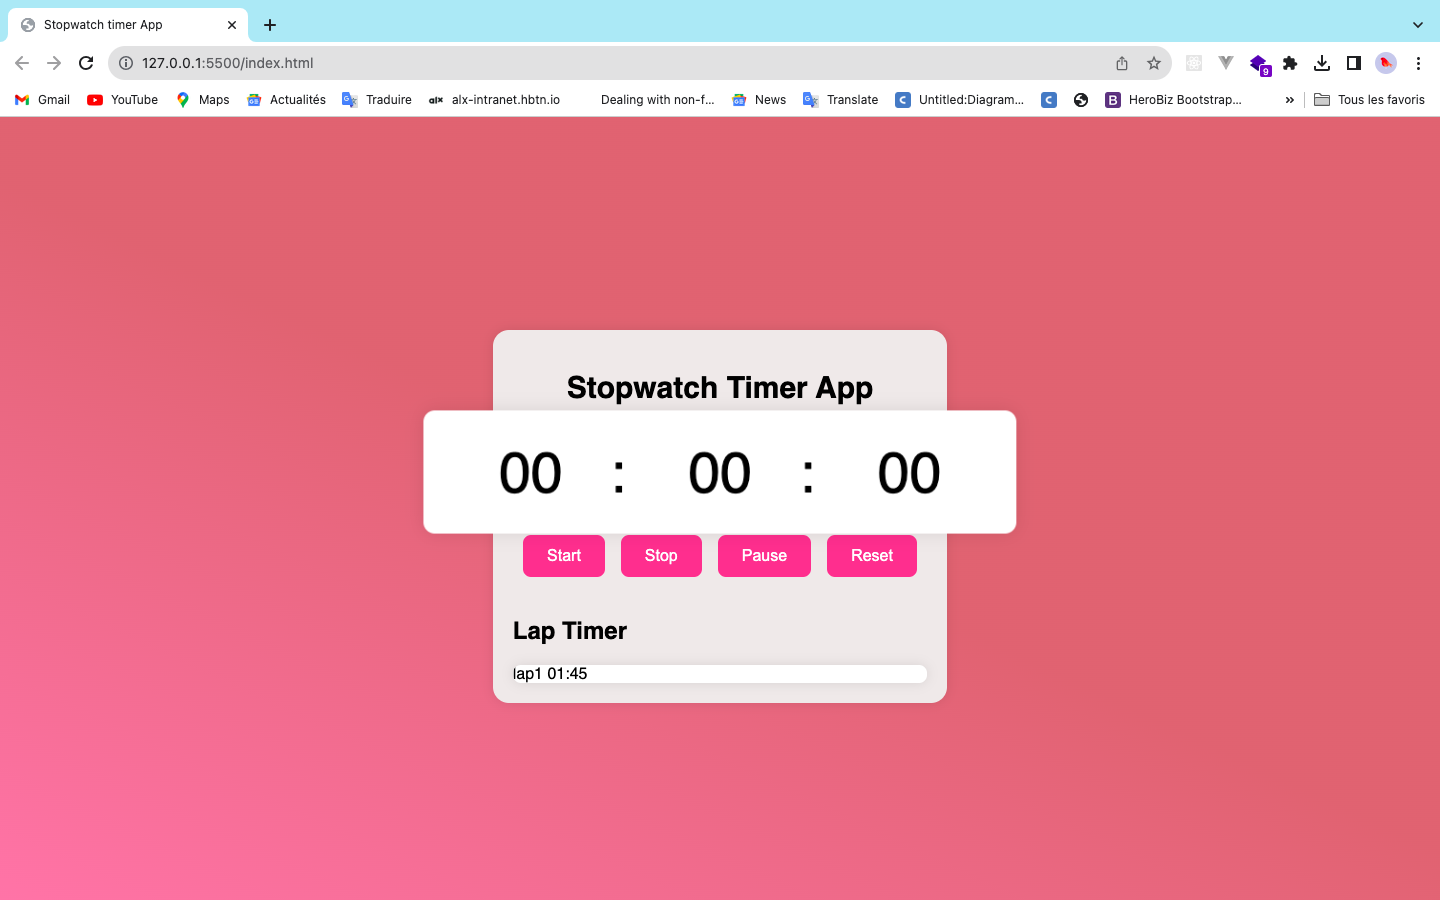 Stopwatch timer App
127.0.0.1:5500/index.html
9
Gmail YouTube Maps Actualités Traduire alx alx-intranet.hbtn.io Dealing with non-f... News Translate C Untitled:Diagram... C B HeroBiz Bootstrap... » Tous les favoris
Stopwatch Timer App
00 : 00 : 00
Start Stop Pause Reset
Lap Timer
lap1 01:45